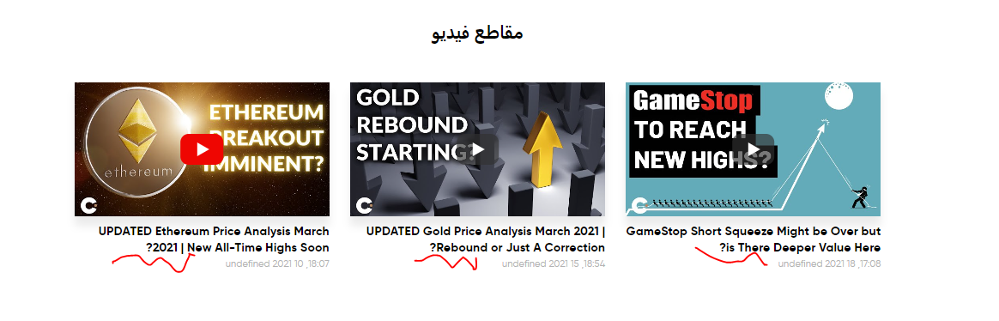 مقاطع فيديو
GameStop
TO REACH
NEW HIGHS?
GameStop Short Squeeze Might be Over but
?is There Deeper Value Here
undefined 2021 18 ,17:08
GOLD
REBOUND
STARTING?
UPDATED Gold Price Analysis March 2021 |
?Rebound or Just A Correction
undefined 2021 15 ,18:54
ethereum
ETHEREUM
BREAKOUT
IMMINENT?
UPDATED Ethereum Price Analysis March
?2021 | New All-Time Highs Soon
undefined 2021 10 ,18:07